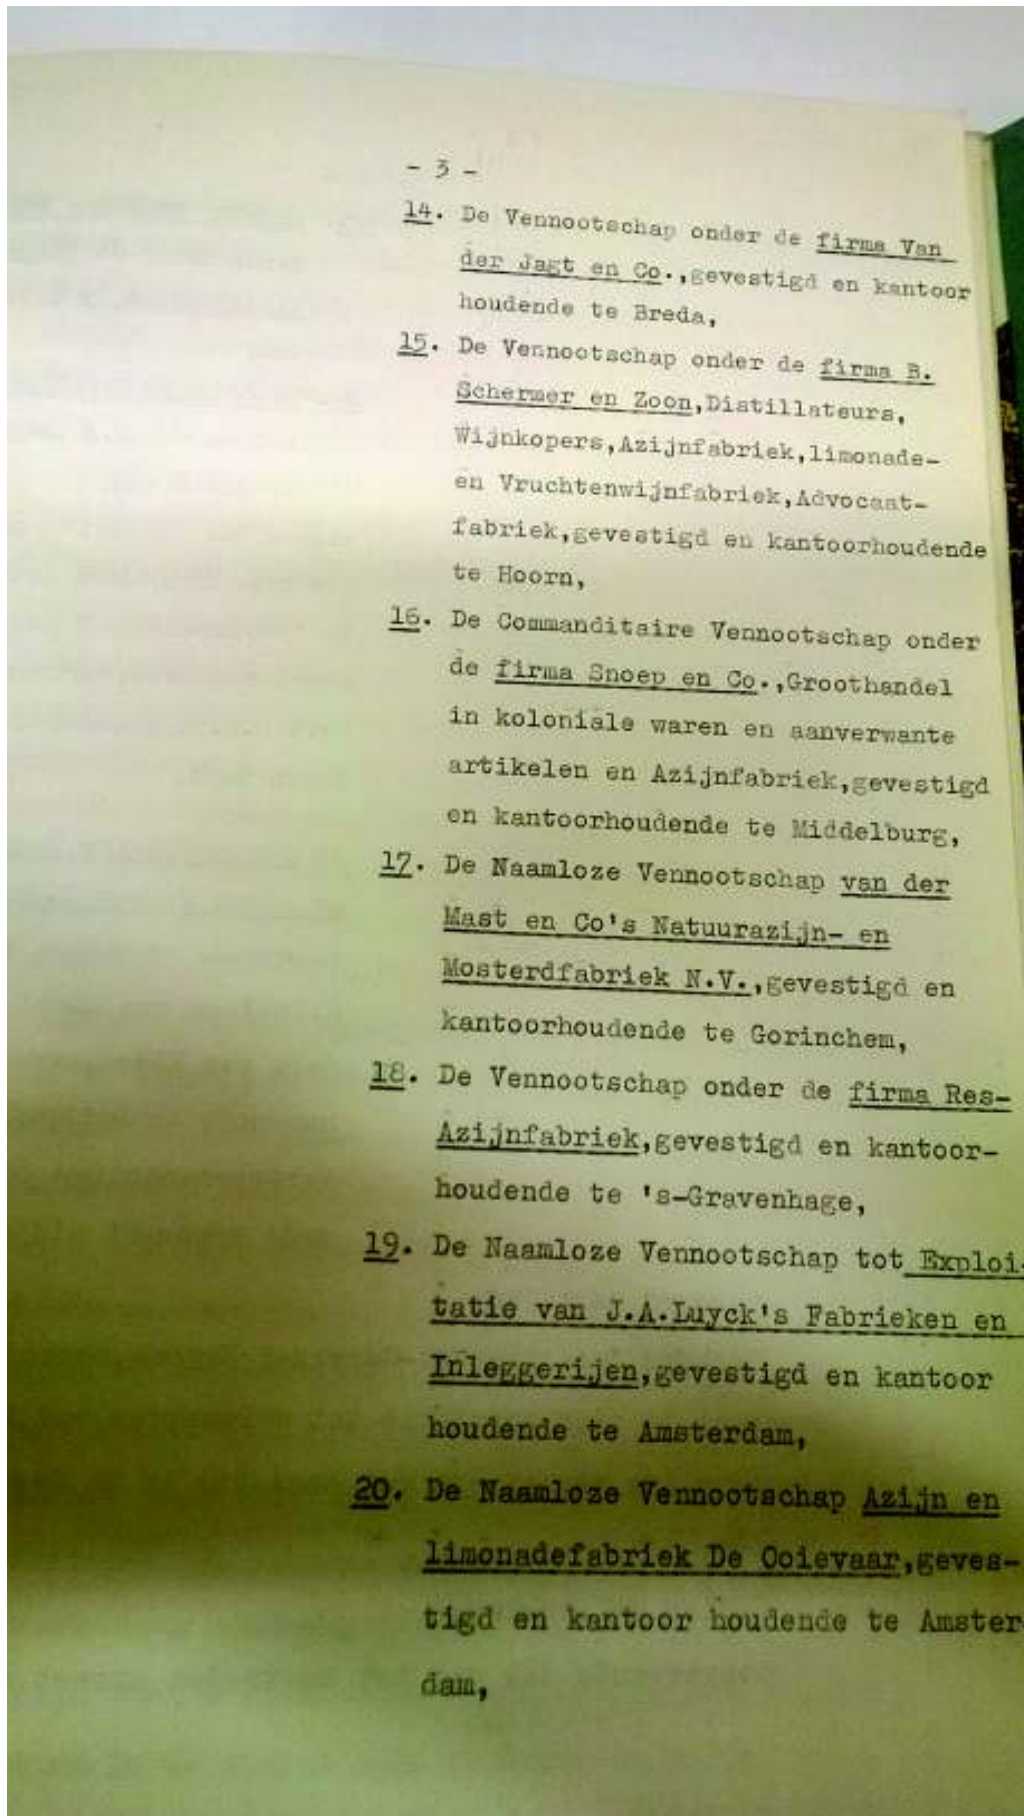 - 3 -
14. De Vennootschap onder de firma Van
der Jagt en Co.,gevestigd en kantoor
houdende te Breda,
15. De Vennootschap onder de firma B.
Schermer en Zoon,Distillateurs,
Wijnkopers,Azijnfabriek,limonade-
en Vruchtenwijnfabriek,Advocaat-
fabriek,gevestigd en kantoorhoudende
te Hoorn,
16. De Commanditaire Vennootschap onder
de firma Snoep en Co.,Groothandel
in koloniale waren en aanverwante
artikelen en Azijnfabriek,gevestigd
en kantoorhoudende te Middelburg,
17. De Naamloze Vennootschap van der
Mast en Co's Natuurazijn- en
Mosterdfabriek N.V.,gevestigd en
kantoorhoudende te Gorinchem,
18. De Vennootschap onder de firma Res-
Azijnfabriek,gevestigd en kantoor-
houdende te 's-Gravenhage,
19. De Naamloze Vennootschap tot Exploi-
tatie van J.A.Luyck's Fabrieken en
Inleggerijen,gevestigd en kantoor
houdende te Amsterdam,
20. De Naamloze Vennootschap Azijn en
limonadefabriek De Ooievaar,geves-
tigd en kantoor houdende te Amster-
dam,